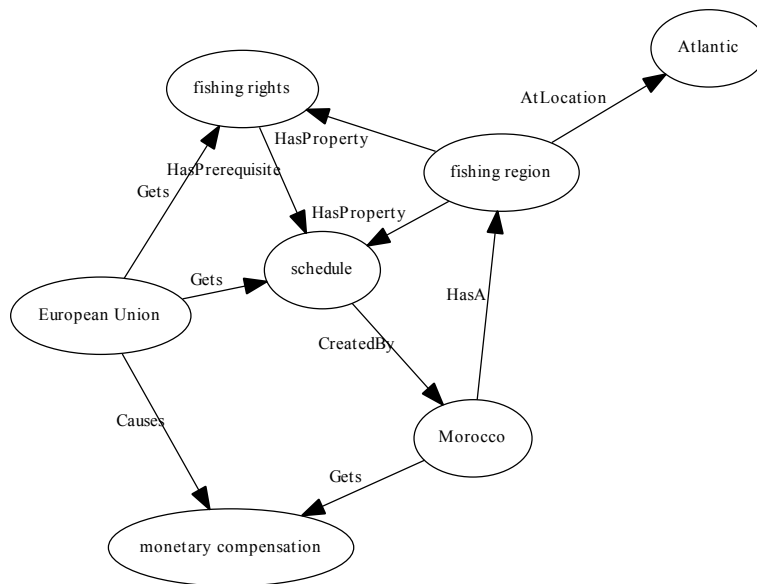 Atlantic
fishing rights
AtLocation
HasProperty
HasPrerequisite
fishing region
Gets
HasProperty
schedule
Gets
HasA
European Union
CreatedBy
Causes
Morocco
Gets
monetary compensation